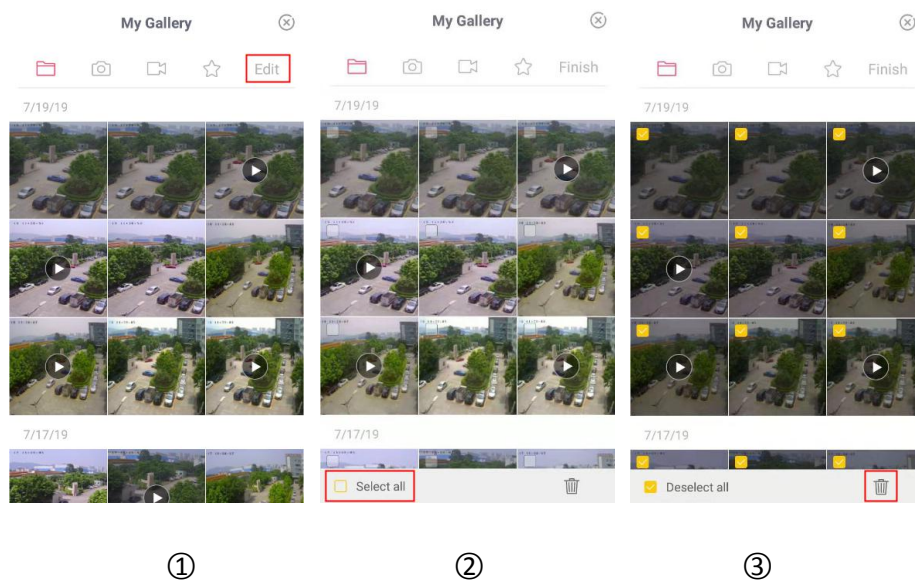 My Gallery
Edit
7/19/19
7/17/19
①
My Gallery
Finish
7/19/19
7/17/19
Select all
②
My Gallery
Finish
7/19/19
7/17/19
Deselect all
③